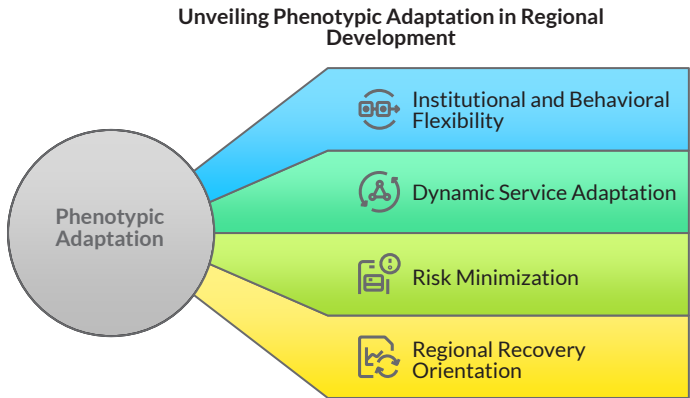 Unveiling Phenotypic Adaptation in Regional
Development
Phenotypic
Adaptation
Institutional and Behavioral
Flexibility
Dynamic Service Adaptation
Risk Minimization
Regional Recovery
Orientation